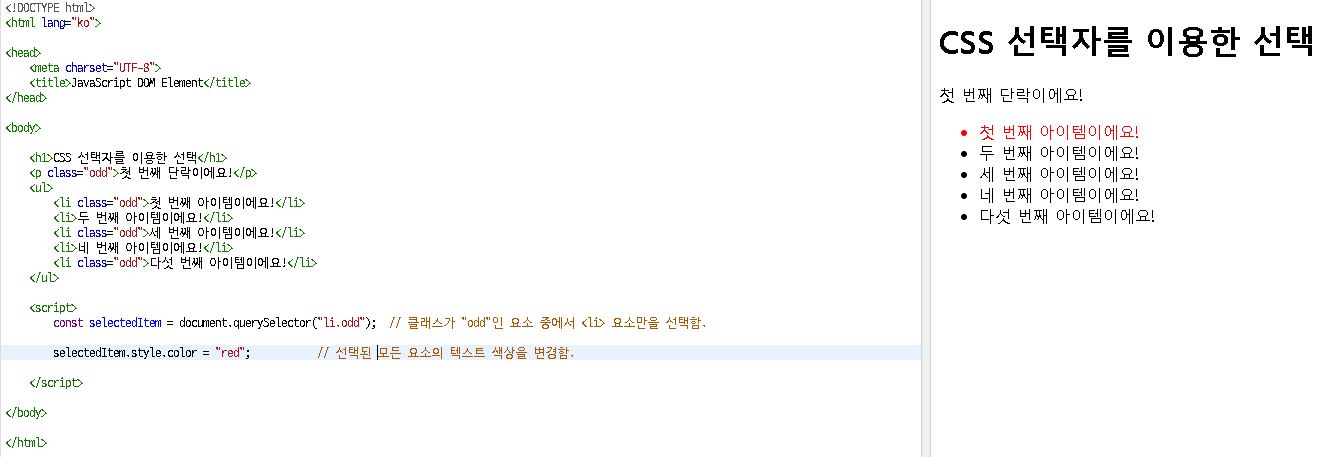 <!DOCTYPE html>
<html lang="ko">
<head>
<meta charset="UTF-8">
<title>JavaScript DOM Element</title>
</head>
<body>
<h1>CSS 선택자를 이용한 선택</h1>
<p class="odd">첫 번째 단락이에요!</p>
<ul>
<li class="odd">첫 번째 아이템이에요!</li>
<li>두 번째 아이템이에요!</li>
<li class="odd">세 번째 아이템이에요!</li>
<li>네 번째 아이템이에요!</li>
<li class="odd">다섯 번째 아이템이에요!</li>
</ul>
<script>
const selectedItem = document.querySelector("li.odd"); // 클래스가 "odd"인 요소 중에서 <li> 요소만을 선택함.
selectedItem.style.color = "red"; // 선택된 모든 요소의 텍스트 색상을 변경함.
</script>
</body>
</html>
CSS 선택자를 이용한 선택
첫 번째 단락이에요!
• 첫 번째 아이템이에요!
• 두 번째 아이템이에요!
• 세 번째 아이템이에요!
• 네 번째 아이템이에요!
• 다섯 번째 아이템이에요!